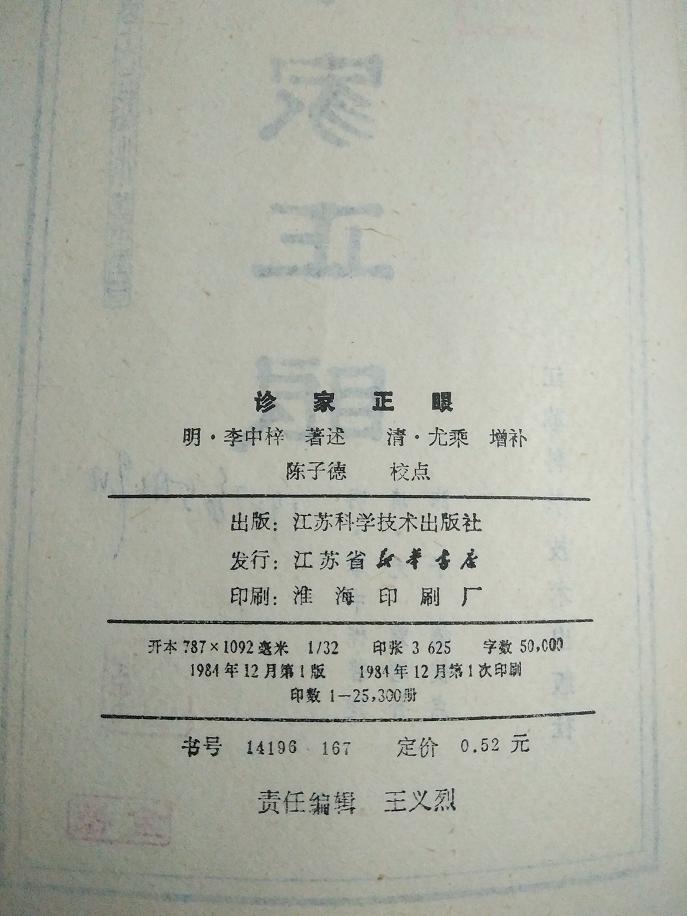 诊家正眼
明·李中梓 著述 清·尤乘 增补
陈子德 校点
出版: 江苏科学技术出版社
发行: 江苏省新华书店
印刷: 淮海印刷厂
开本 787×1092毫米 1/32 印张 3 625 字数 50,000
1984年12月第1版 1984年12月第1次印刷
印数 1—25,300册
书号 14196 167 定价 0.52 元
责任编辑 王义烈